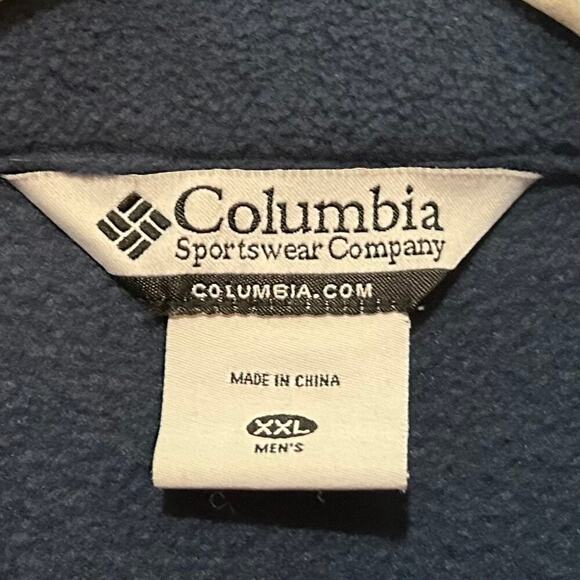 Columbia
Sportswear Company
COLUMBIA.COM
MADE IN CHINA
XXL
MEN'S